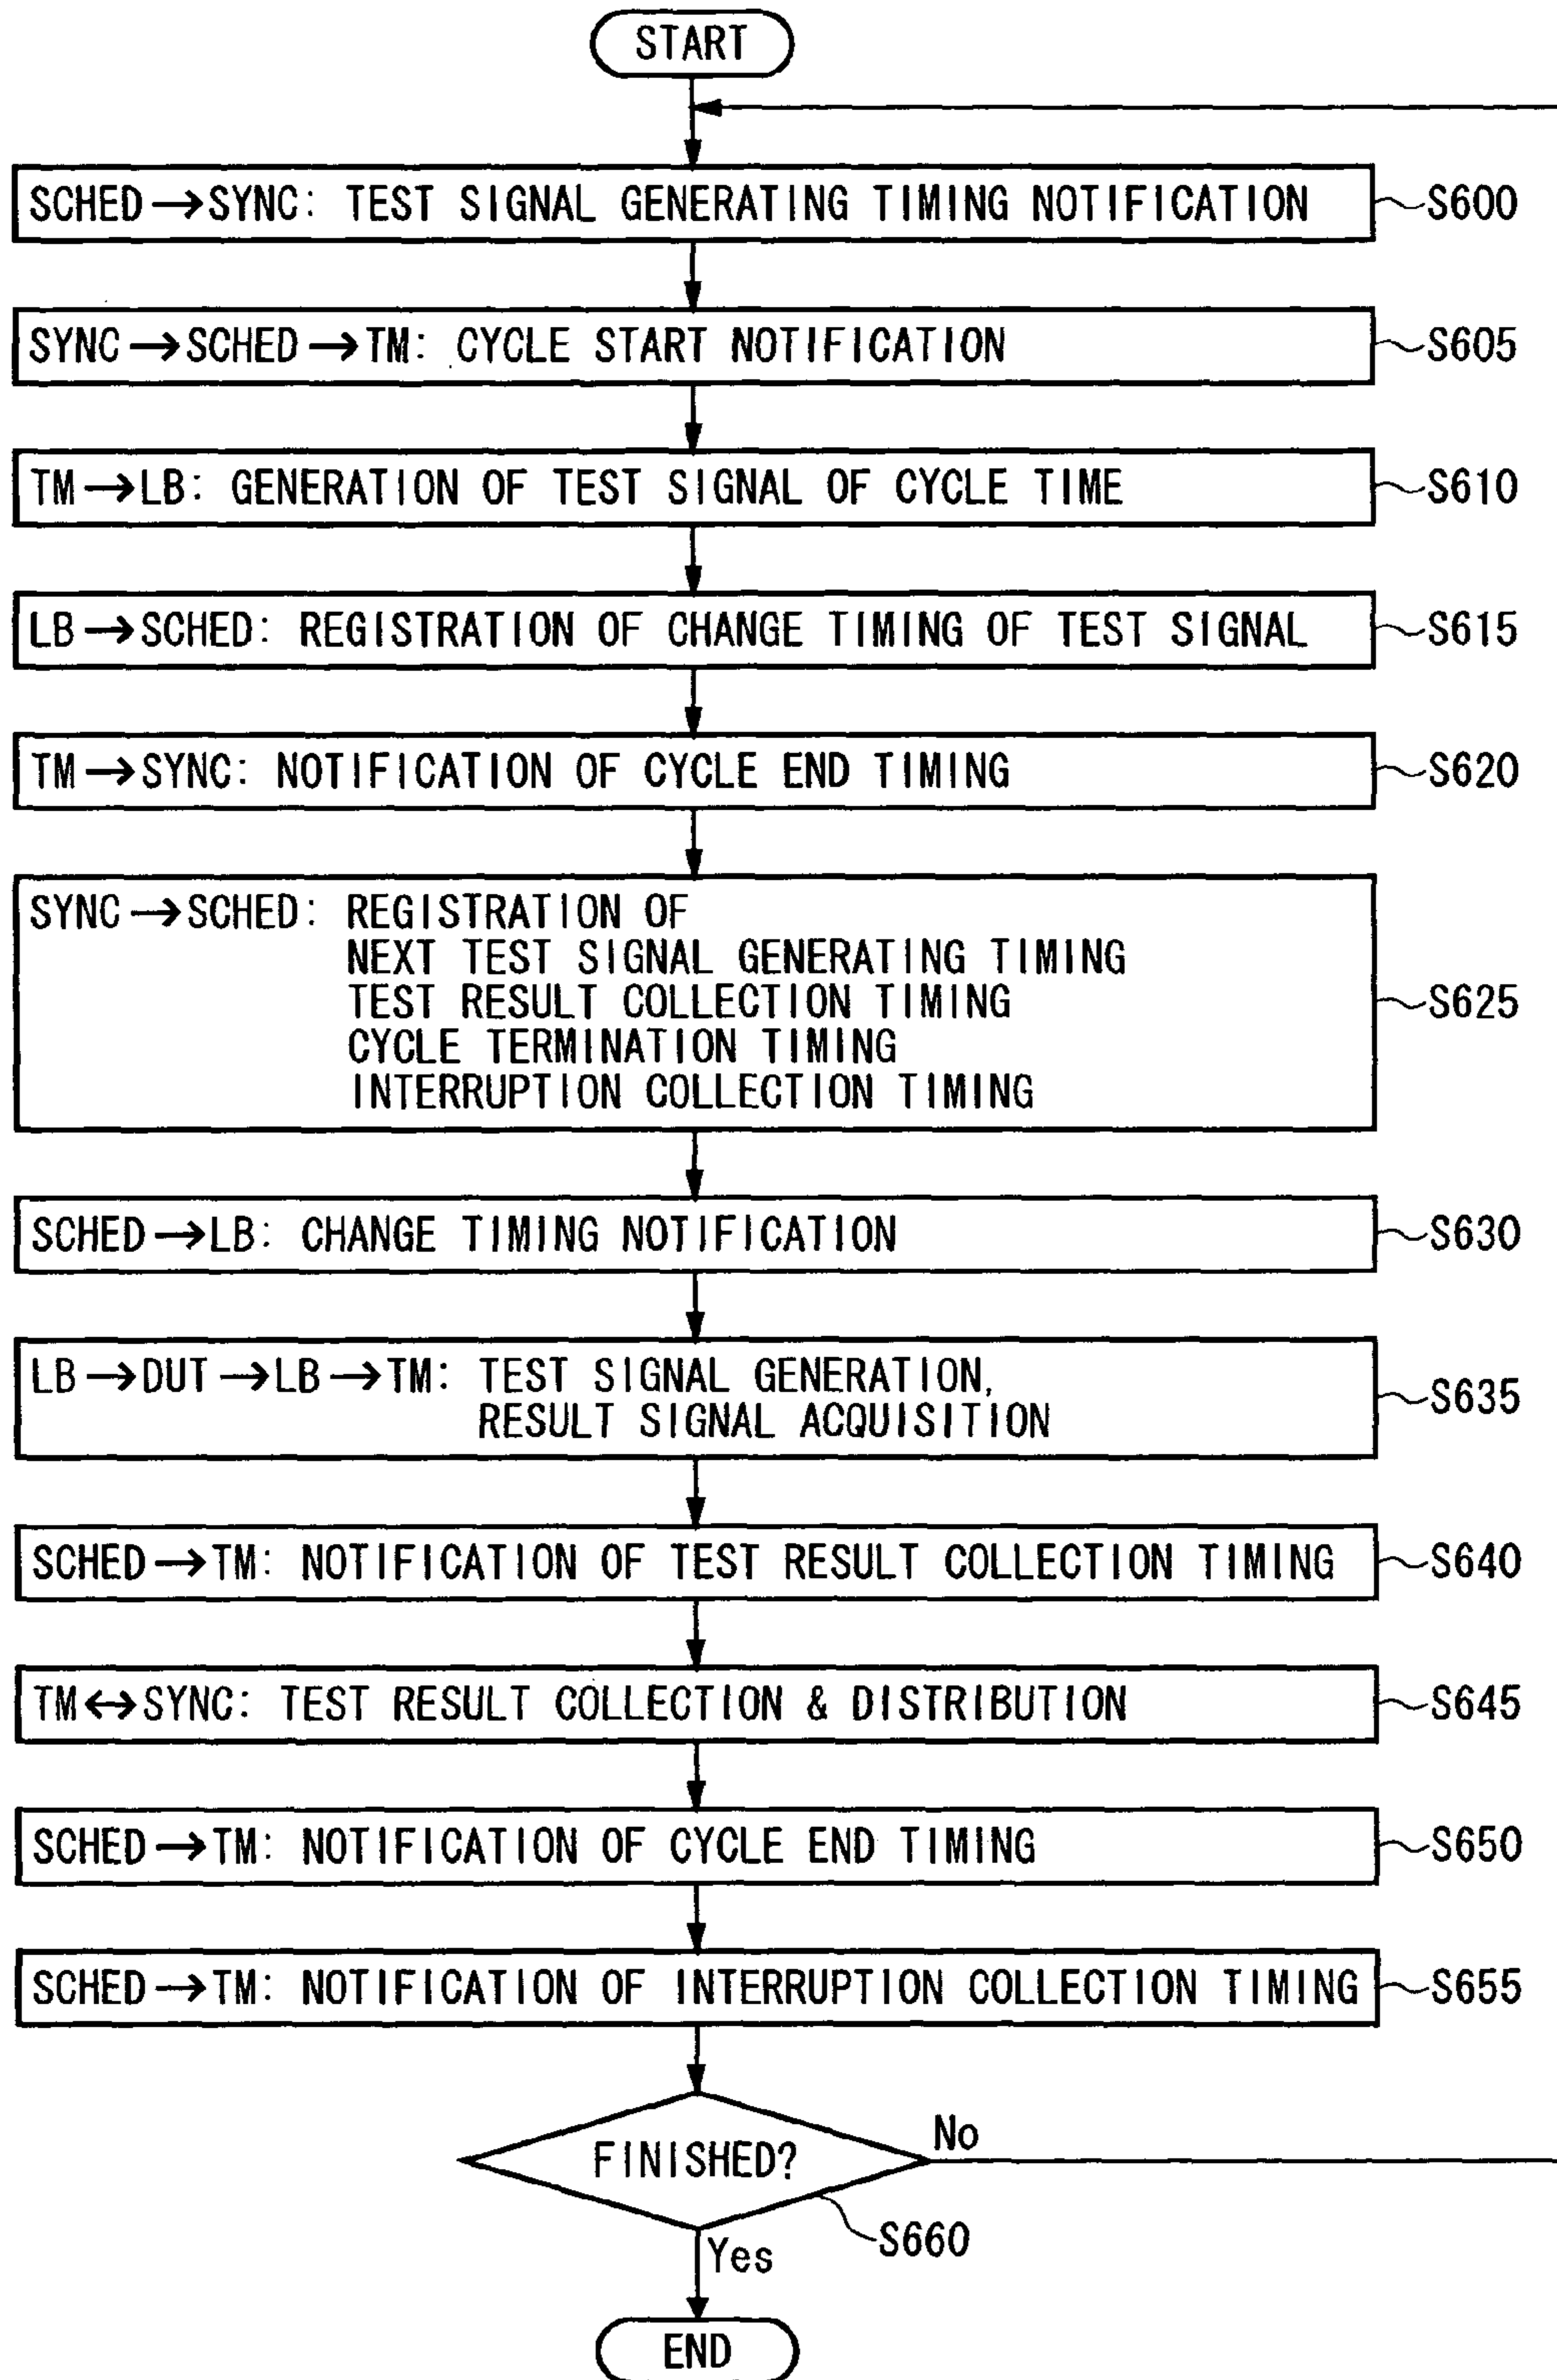 START
SCHED→SYNC: TEST SIGNAL GENERATING TIMING NOTIFICATION
S600
SYNC→SCHED→TM: CYCLE START NOTIFICATION
S605
TM→LB: GENERATION OF TEST SIGNAL OF CYCLE TIME
S610
LB→SCHED: REGISTRATION OF CHANGE TIMING OF TEST SIGNAL
S615
TM→SYNC: NOTIFICATION OF CYCLE END TIMING
S620
SYNC→SCHED: REGISTRATION OF
NEXT TEST SIGNAL GENERATING TIMING
TEST RESULT COLLECTION TIMING
CYCLE TERMINATION TIMING
INTERRUPTION COLLECTION TIMING
S625
SCHED→LB: CHANGE TIMING NOTIFICATION
S630
LB→DUT→LB→TM: TEST SIGNAL GENERATION,
RESULT SIGNAL ACQUISITION
S635
SCHED→TM: NOTIFICATION OF TEST RESULT COLLECTION TIMING
S640
TM↔SYNC: TEST RESULT COLLECTION & DISTRIBUTION
S645
SCHED→TM: NOTIFICATION OF CYCLE END TIMING
S650
SCHED→TM: NOTIFICATION OF INTERRUPTION COLLECTION TIMING
S655
FINISHED?
No
S660
Yes
END